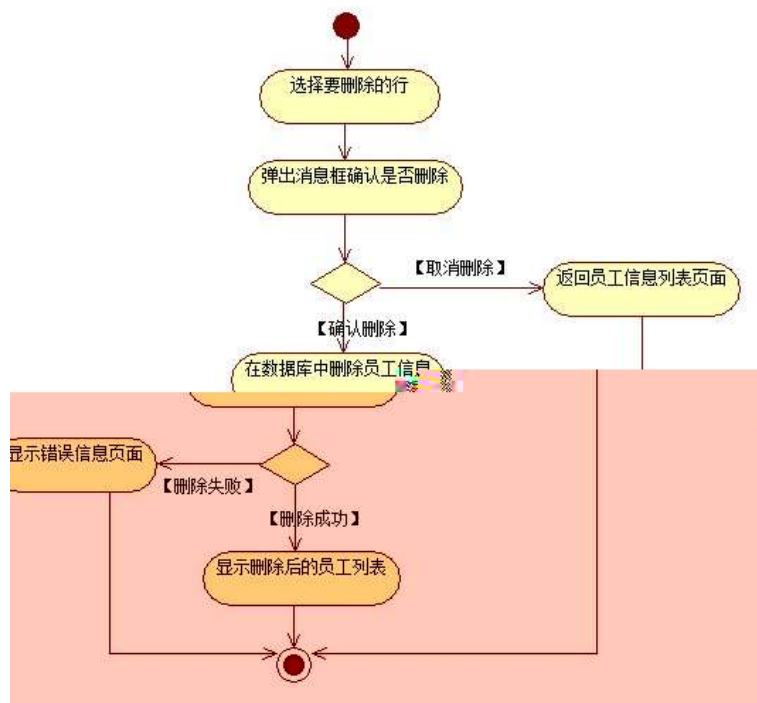 选择要删除的行
弹出消息框确认是否删除
【取消删除】
返回员工信息列表页面
【确认删除】
在数据库中删除员工信息
显示错误信息页面
【删除失败】
【删除成功】
显示删除后的员工列表